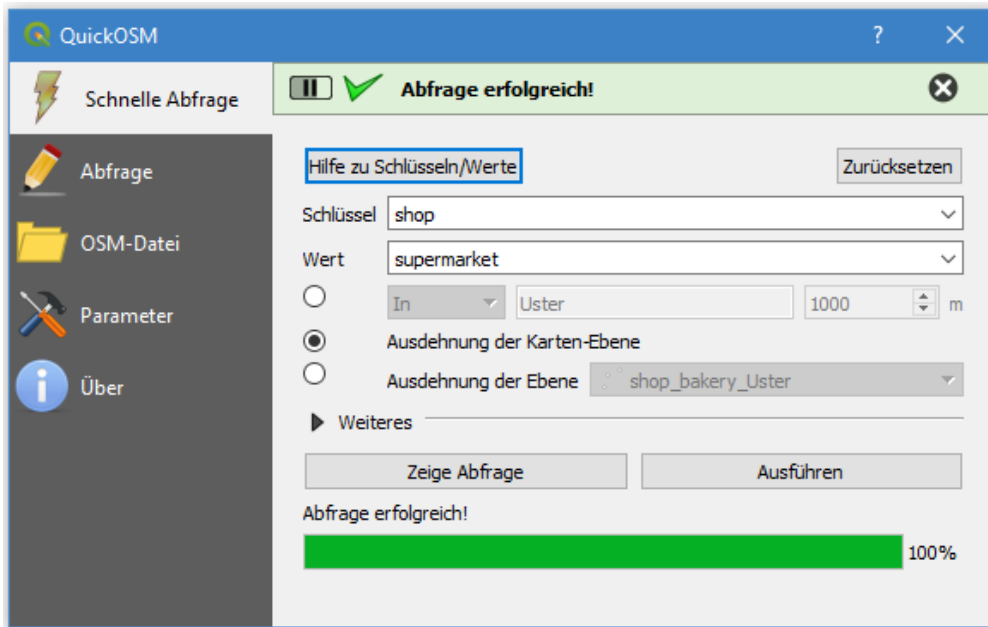 QuickOSM ?
Schnelle Abfrage
Abfrage erfolgreich!
Abfrage
OSM-Datei
Parameter
Über
Hilfe zu Schlüsseln/Werte Zurücksetzen
Schlüssel shop
Wert supermarket
In Uster 1000 m
Ausdehnung der Karten-Ebene
Ausdehnung der Ebene shop_bakery_Uster
Weiteres
Zeige Abfrage Ausführen
Abfrage erfolgreich!
100%